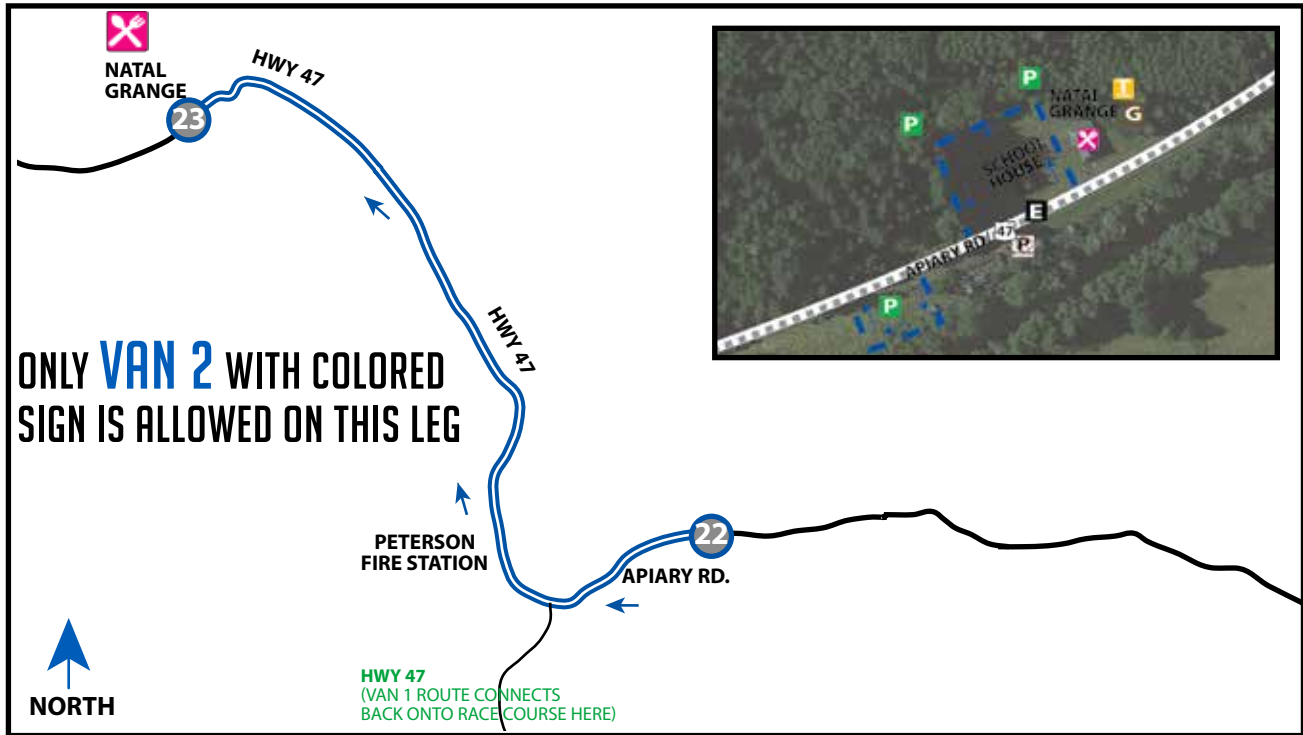 NATAL
GRANGE
23
HWY 47
HWY 47
ONLY VAN 2 WITH COLORED
SIGN IS ALLOWED ON THIS LEG
PETERSON
FIRE STATION
22
APIARY RD.
NORTH
HWY 47
(VAN 1 ROUTE CONNECTS
BACK ONTO RACE COURSE HERE)
P
P
T
NATAL
GRANGE
G
SCHOOL
HOUSE
E
APIARY RD.
47
P
P